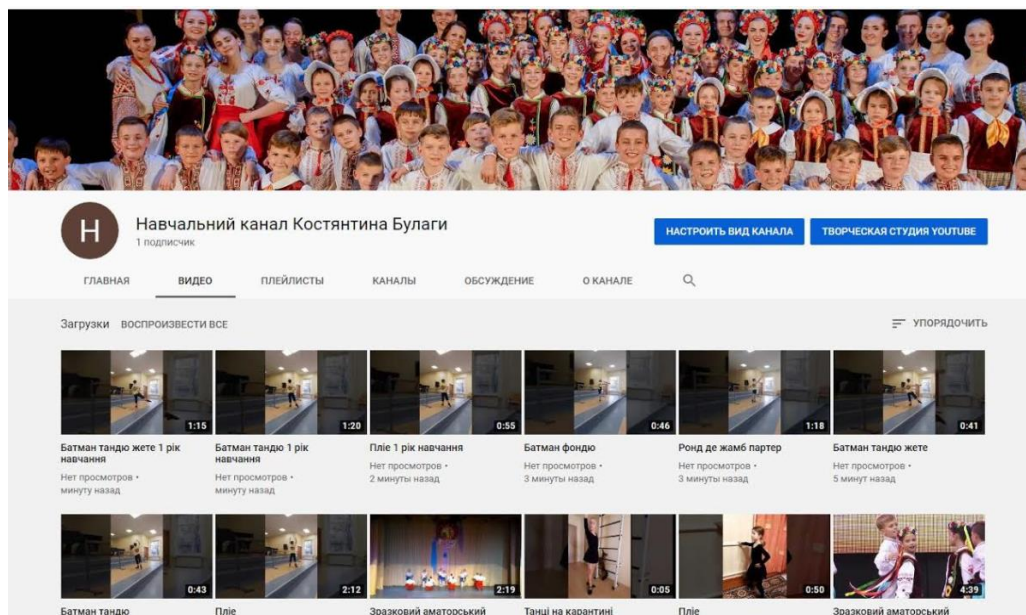 Н
Навчальний канал Костянтина Булаги
1 подписчик
НАСТРОИТЬ ВИД КАНАЛА
ТВОРЧЕСКАЯ СТУДИЯ YOUTUBE
ГЛАВНАЯ ВИДЕО ПЛЕЙЛИСТЫ КАНАЛЫ ОБСУЖДЕНИЕ О КАНАЛЕ
Загрузки ВОСПРОИЗВЕСТИ ВСЕ
УПОРЯДОЧИТЬ
1:15
Батман тандю жете 1 рік
навчання
Нет просмотров •
минуту назад
1:20
Батман тандю 1 рік
навчання
Нет просмотров •
минуту назад
0:55
Пліє 1 рік навчання
Нет просмотров •
2 минуты назад
0:46
Батман фондю
Нет просмотров •
3 минуты назад
1:18
Ронд де жамб партер
Нет просмотров •
3 минуты назад
0:41
Батман тандю жете
Нет просмотров •
5 минут назад
0:43
Батман тандю
2:12
Пліє
2:19
Зразковий аматорський
0:05
Танці на карантині
0:50
Пліє
4:39
Зразковий аматорський